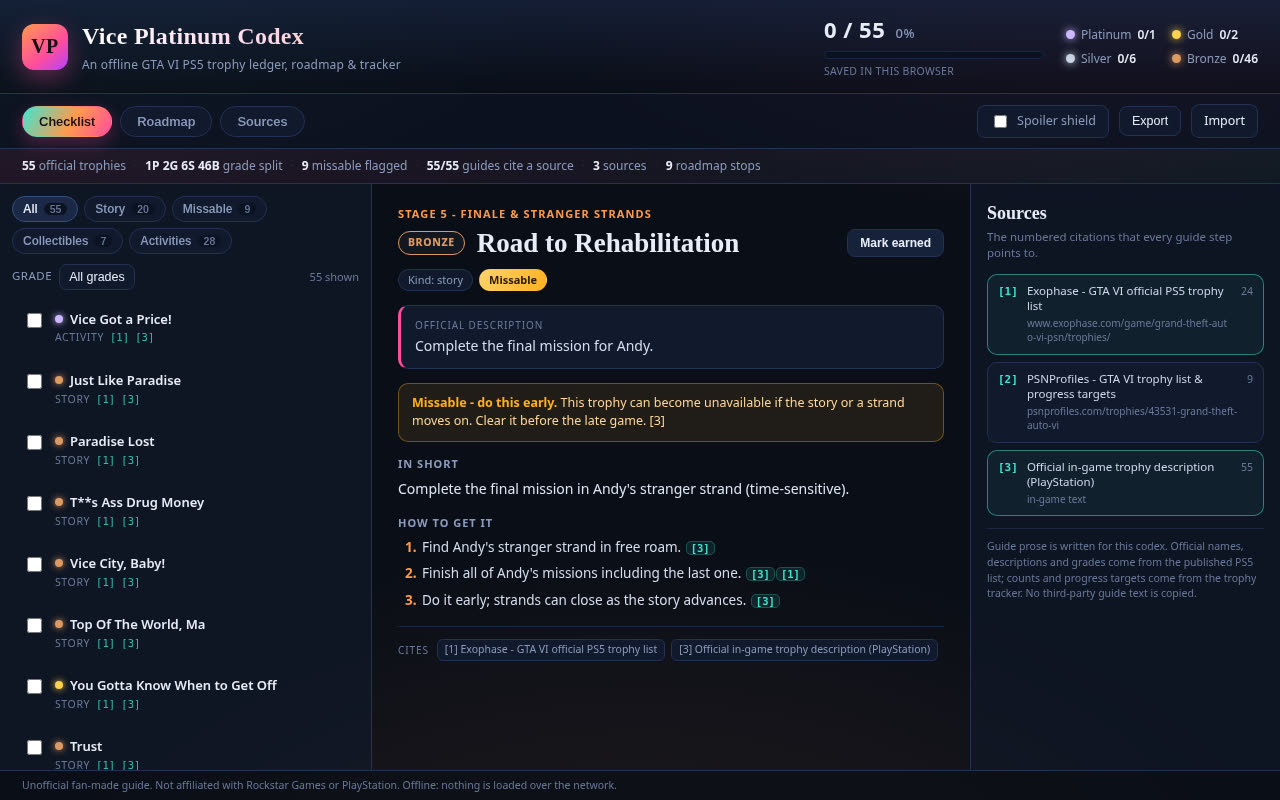 VP
Vice Platinum Codex
An offline GTA VI PS5 trophy ledger, roadmap & tracker
0 / 55 0%
SAVED IN THIS BROWSER
Platinum 0/1 Gold 0/2
Silver 0/6 Bronze 0/46
Checklist Roadmap Sources
Spoiler shield Export Import
55 official trophies · 1P 2G 6S 46B grade split · 9 missable flagged · 55/55 guides cite a source · 3 sources · 9 roadmap stops
All 55 Story 20 Missable 9
Collectibles 7 Activities 28
GRADE All grades 55 shown
Vice Got a Price!
ACTIVITY [1] [3]
Just Like Paradise
STORY [1] [3]
Paradise Lost
STORY [1] [3]
T**s Ass Drug Money
STORY [1] [3]
Vice City, Baby!
STORY [1] [3]
Top Of The World, Ma
STORY [1] [3]
You Gotta Know When to Get Off
STORY [1] [3]
Trust
STORY [1] [3]
STAGE 5 - FINALE & STRANGER STRANDS
BRONZE Road to Rehabilitation Mark earned
Kind: story Missable
OFFICIAL DESCRIPTION
Complete the final mission for Andy.
Missable - do this early. This trophy can become unavailable if the story or a strand
moves on. Clear it before the late game. [3]
IN SHORT
Complete the final mission in Andy's stranger strand (time-sensitive).
HOW TO GET IT
1. Find Andy's stranger strand in free roam. [3]
2. Finish all of Andy's missions including the last one. [3] [1]
3. Do it early; strands can close as the story advances. [3]
CITES [1] Exophase - GTA VI official PS5 trophy list [3] Official in-game trophy description (PlayStation)
Sources
The numbered citations that every guide step
points to.
[1] Exophase - GTA VI official PS5 trophy 24
list
www.exophase.com/game/grand-theft-aut
o-vi-psn/trophies/
[2] PSNProfiles - GTA VI trophy list & 9
progress targets
psnprofiles.com/trophies/43531-grand-theft-
auto-vi
[3] Official in-game trophy description 55
(PlayStation)
in-game text
Guide prose is written for this codex. Official names,
descriptions and grades come from the published PS5
list; counts and progress targets come from the trophy
tracker. No third-party guide text is copied.
Unofficial fan-made guide. Not affiliated with Rockstar Games or PlayStation. Offline: nothing is loaded over the network.